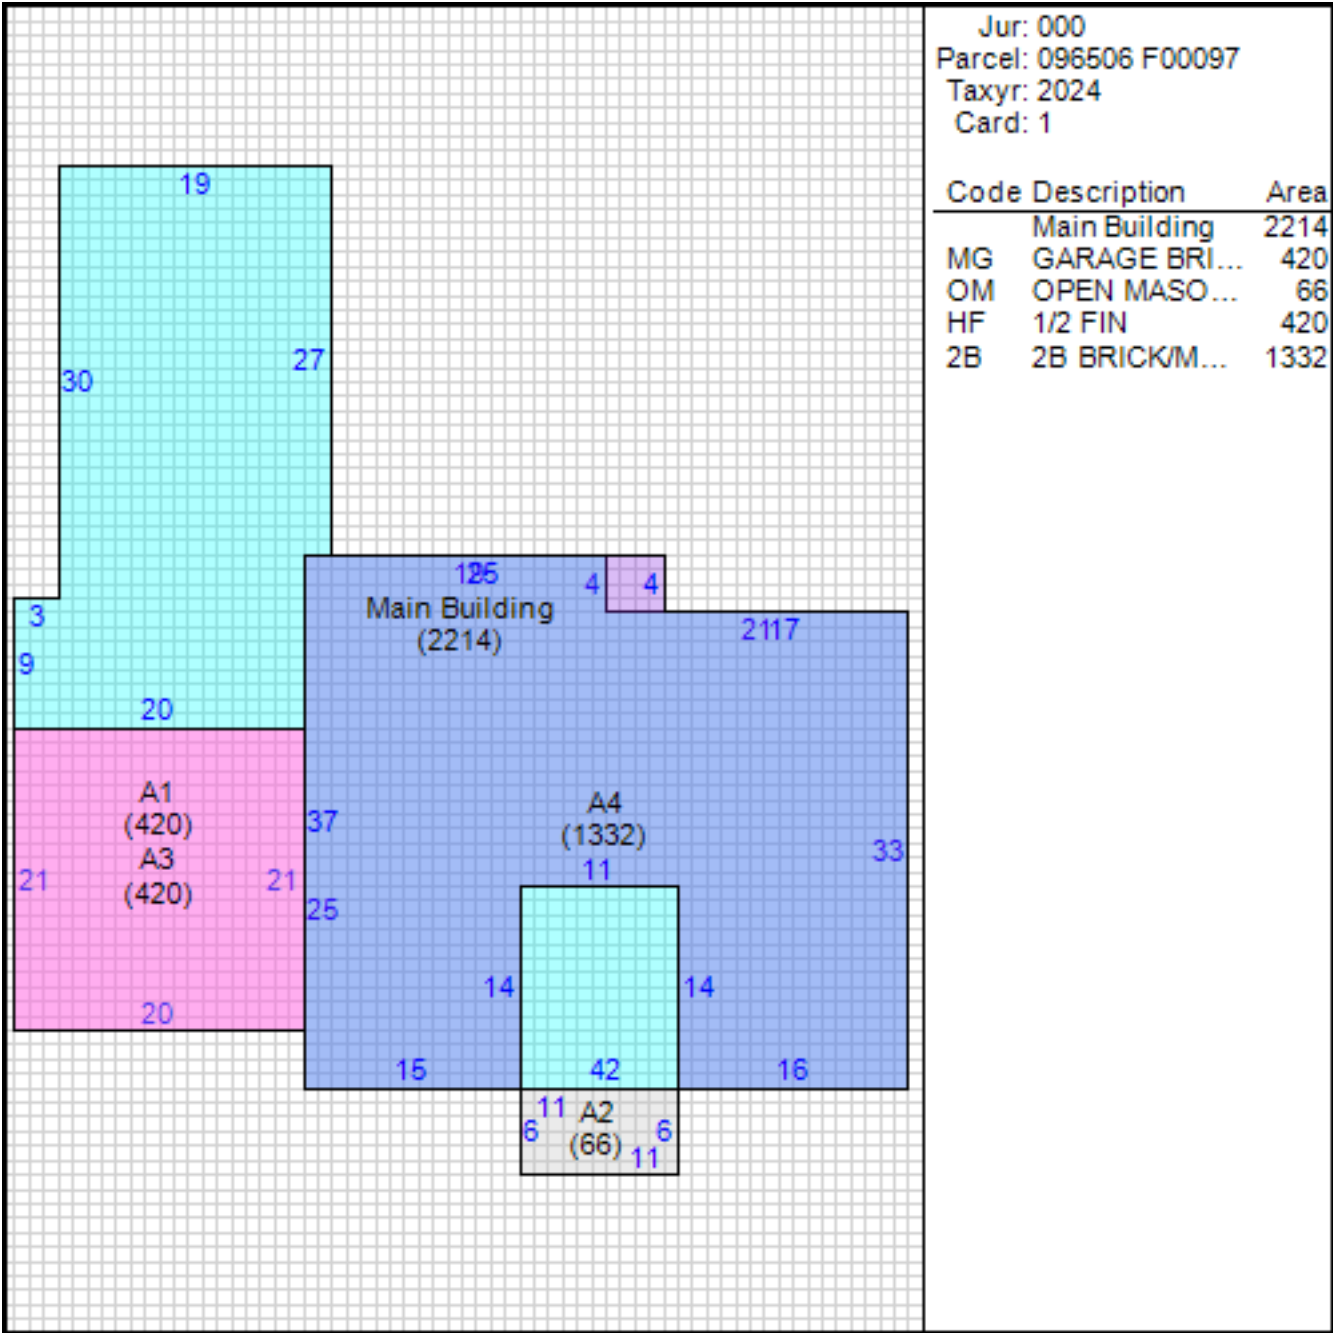 Jur: 000
Parcel: 096506 F00097
Taxyr: 2024
Card: 1
Code Description Area
Main Building 2214
MG GARAGE BRI... 420
OM OPEN MASO... 66
HF 1/2 FIN 420
2B 2B BRICK/M... 1332
19
27
30
3
9
20
4 4
Main Building
(2214)
2117
A1
(420)
A3
(420)
21 21
20
37
25
A4
(1332)
11
33
14 14
15 42 16
11 A2
6 (66) 6
11